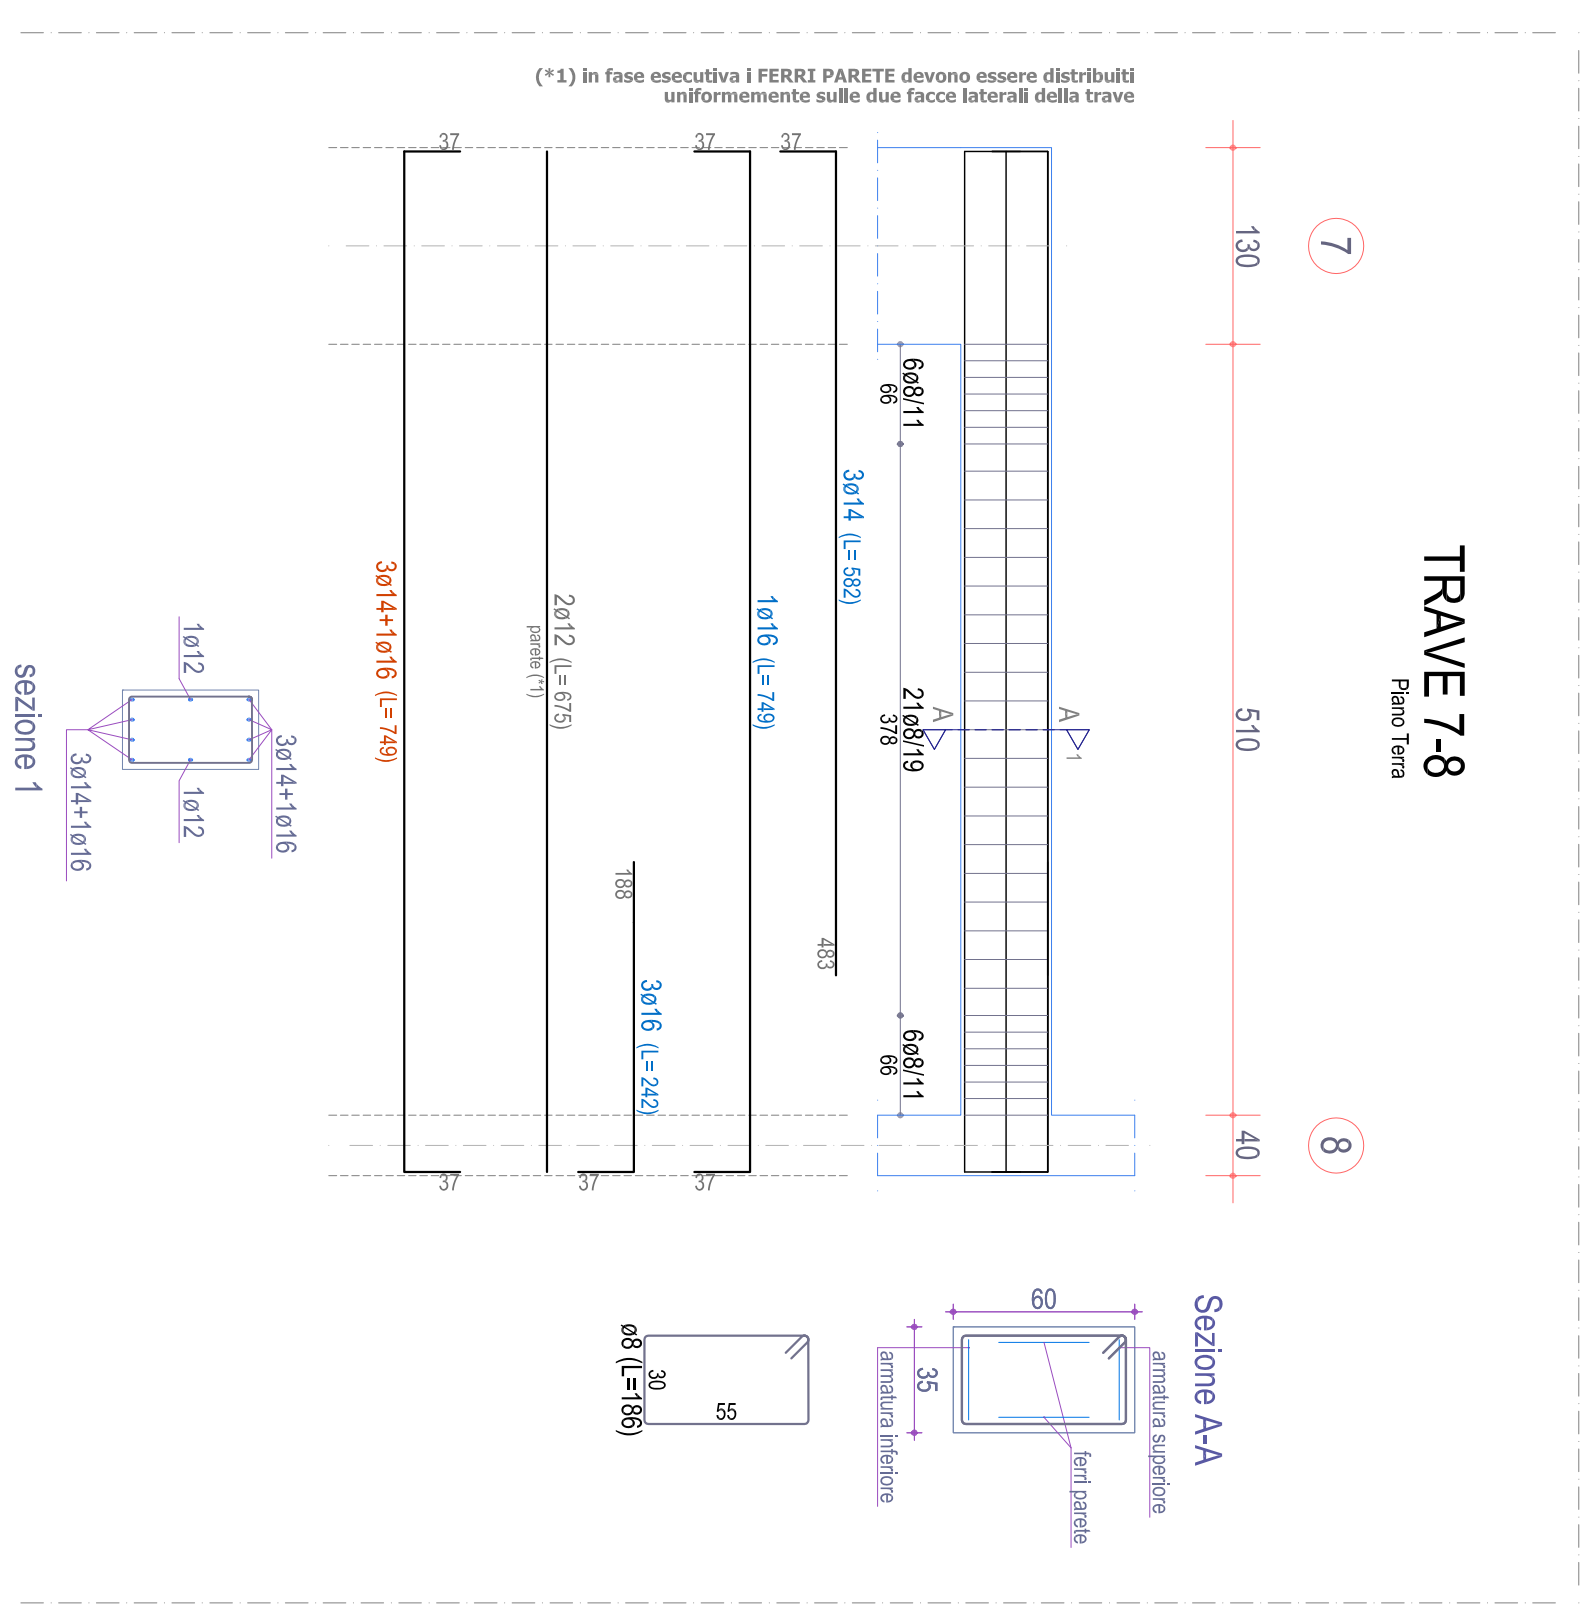 TRAVE 7-8
Piano Terra
7
8
130
510
40
A
A
1
6ø8/11
66
21ø8/19
378
6ø8/11
66
3ø14 (L= 582)
37
483
1ø16 (L= 749)
37
37
3ø16 (L= 242)
188
37
2ø12 (L= 675)
parete (*1)
3ø14+1ø16 (L= 749)
37
37
(*1) in fase esecutiva i FERRI PARETE devono essere distribuiti
uniformemente sulle due facce laterali della trave
Sezione A-A
armatura superiore
ferri parete
armatura inferiore
60
35
55
30
ø8 (L=186)
3ø14+1ø16
1ø12
1ø12
3ø14+1ø16
sezione 1